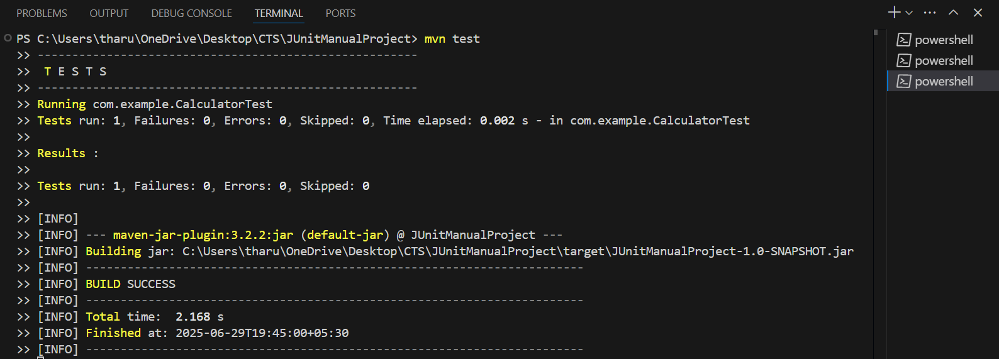 PROBLEMS OUTPUT DEBUG CONSOLE TERMINAL PORTS
PS C:\Users\tharu\OneDrive\Desktop\CTS\JUnitManualProject> mvn test
>> -------------------------------------------------------
>>  T E S T S
>> -------------------------------------------------------
>> Running com.example.CalculatorTest
>> Tests run: 1, Failures: 0, Errors: 0, Skipped: 0, Time elapsed: 0.002 s - in com.example.CalculatorTest
>>
>> Results :
>>
>> Tests run: 1, Failures: 0, Errors: 0, Skipped: 0
>>
>> [INFO]
>> [INFO] --- maven-jar-plugin:3.2.2:jar (default-jar) @ JUnitManualProject ---
>> [INFO] Building jar: C:\Users\tharu\OneDrive\Desktop\CTS\JUnitManualProject\target\JUnitManualProject-1.0-SNAPSHOT.jar
>> [INFO] ------------------------------------------------------------------------
>> [INFO] BUILD SUCCESS
>> [INFO] ------------------------------------------------------------------------
>> [INFO] Total time:  2.168 s
>> [INFO] Finished at: 2025-06-29T19:45:00+05:30
>> [INFO] ------------------------------------------------------------------------
powershell
powershell
powershell